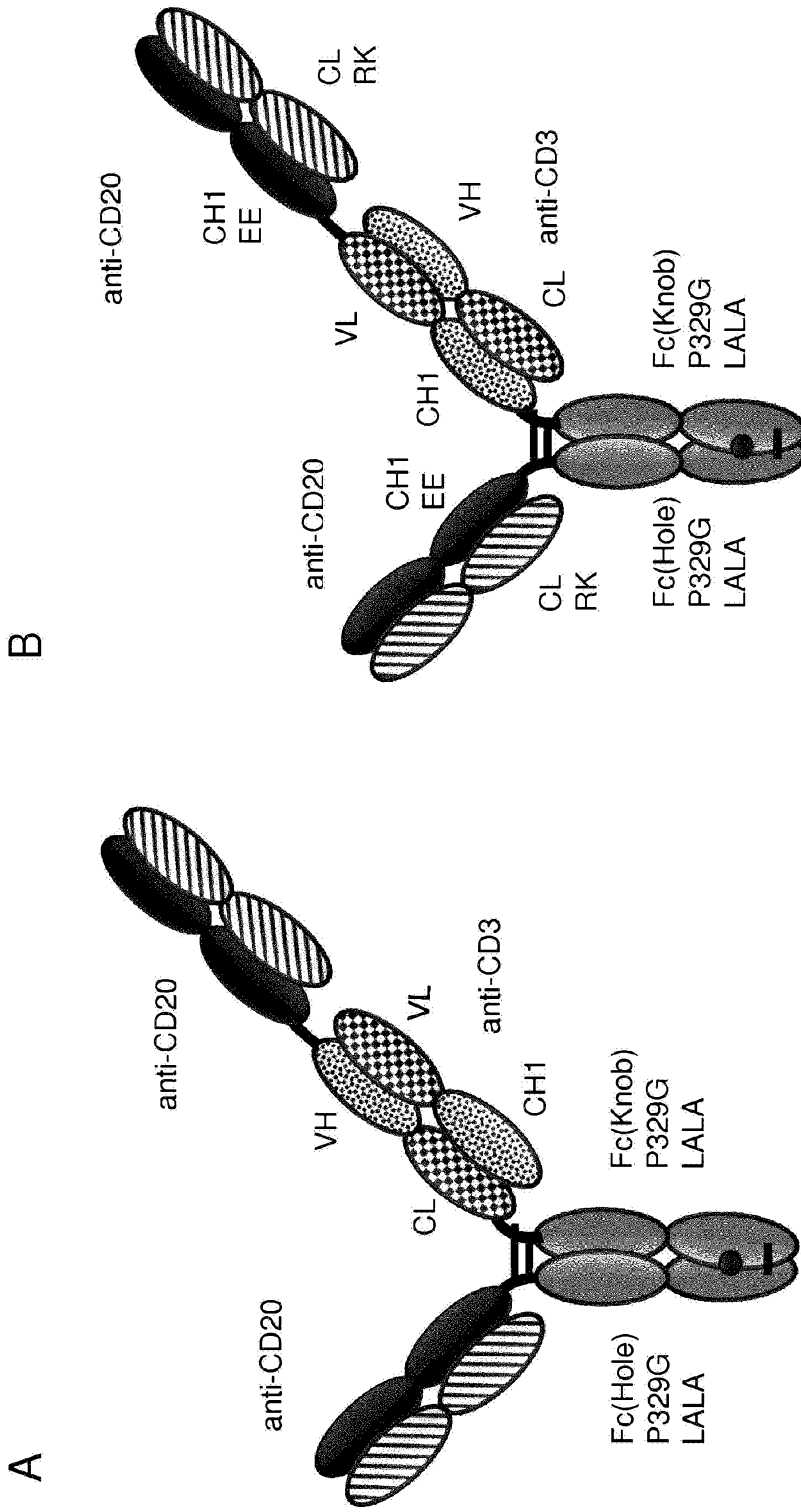 A
anti-CD20
anti-CD20
VH
VL
anti-CD3
CL
CH1
Fc(Hole)
P329G
LALA
Fc(Knob)
P329G
LALA
B
anti-CD20
anti-CD20
CH1
EE
CL
RK
CH1
EE
CL
RK
VL
VH
anti-CD3
CH1
CL
Fc(Hole)
P329G
LALA
Fc(Knob)
P329G
LALA